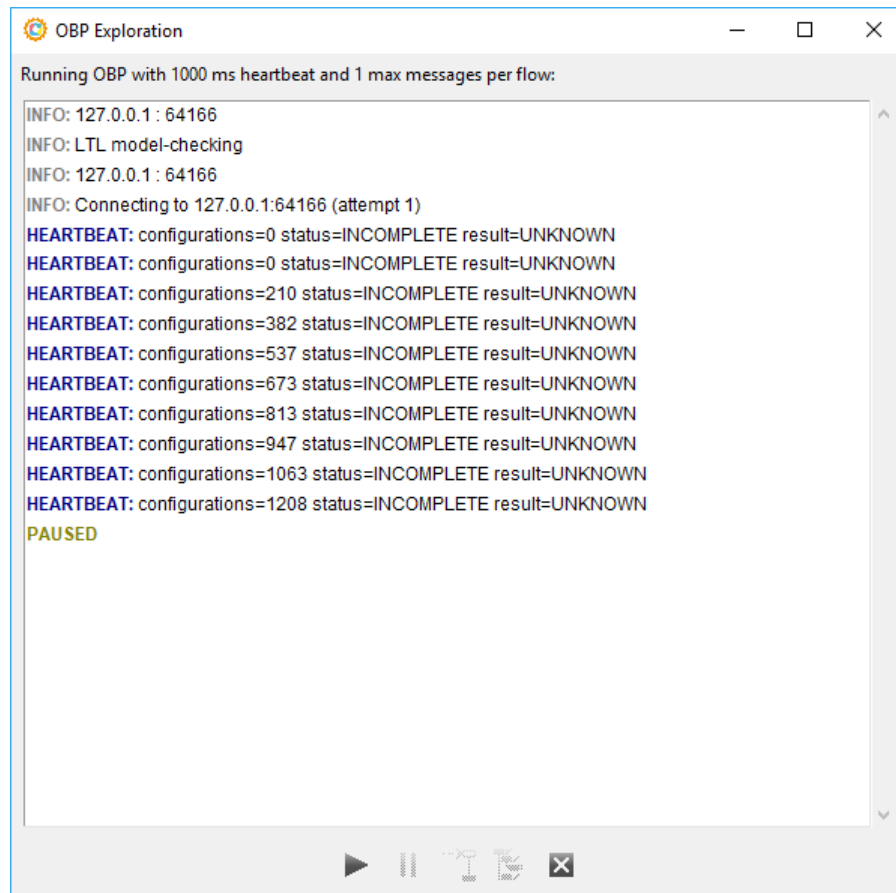 OBP Exploration
Running OBP with 1000 ms heartbeat and 1 max messages per flow:
INFO: 127.0.0.1 : 64166
INFO: LTL model-checking
INFO: 127.0.0.1 : 64166
INFO: Connecting to 127.0.0.1:64166 (attempt 1)
HEARTBEAT: configurations=0 status=INCOMPLETE result=UNKNOWN
HEARTBEAT: configurations=0 status=INCOMPLETE result=UNKNOWN
HEARTBEAT: configurations=210 status=INCOMPLETE result=UNKNOWN
HEARTBEAT: configurations=382 status=INCOMPLETE result=UNKNOWN
HEARTBEAT: configurations=537 status=INCOMPLETE result=UNKNOWN
HEARTBEAT: configurations=673 status=INCOMPLETE result=UNKNOWN
HEARTBEAT: configurations=813 status=INCOMPLETE result=UNKNOWN
HEARTBEAT: configurations=947 status=INCOMPLETE result=UNKNOWN
HEARTBEAT: configurations=1063 status=INCOMPLETE result=UNKNOWN
HEARTBEAT: configurations=1208 status=INCOMPLETE result=UNKNOWN
PAUSED